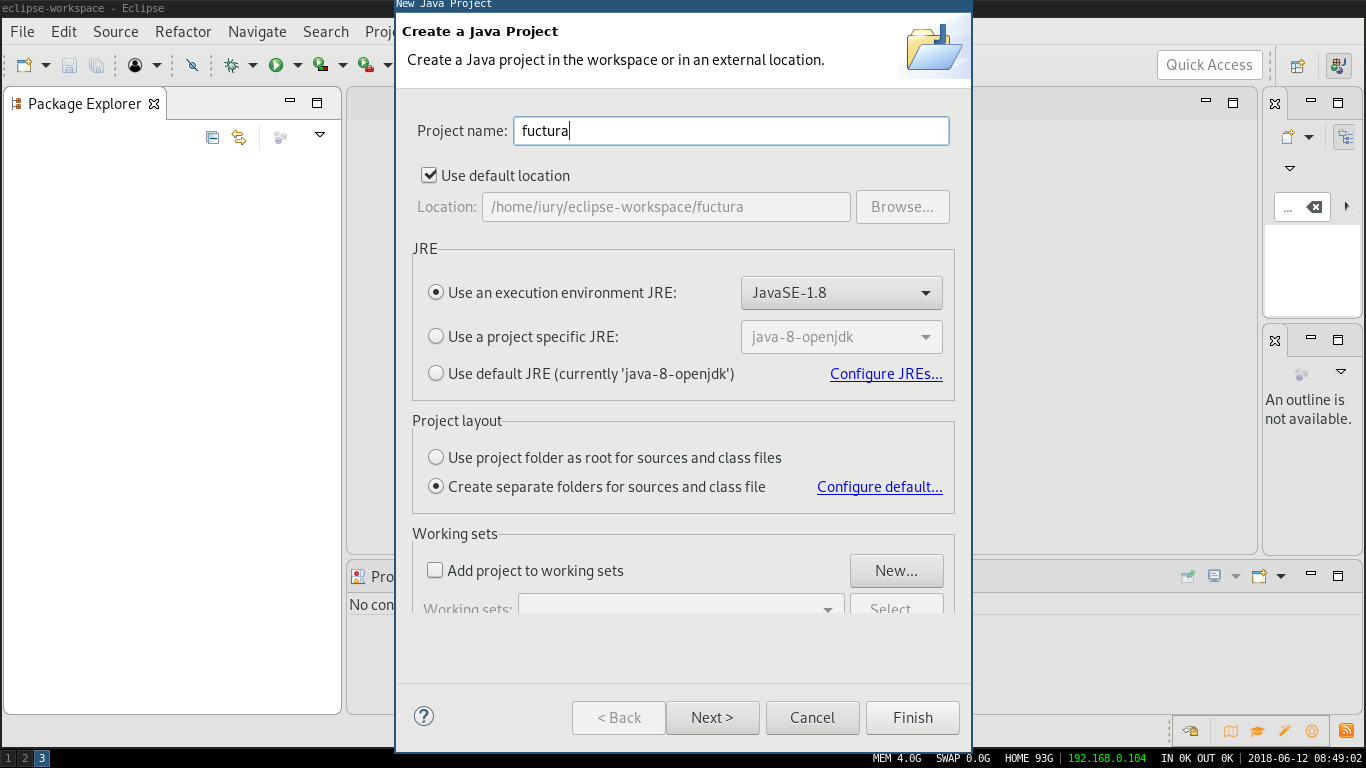 eclipse-workspace - Eclipse
New Java Project
File Edit Source Refactor Navigate Search
Create a Java Project
Create a Java project in the workspace or in an external location.
Quick Access
Package Explorer
Project name: fuctura
Use default location
Location: /home/iury/eclipse-workspace/fuctura Browse...
...
JRE
Use an execution environment JRE: JavaSE-1.8
Use a project specific JRE: java-8-openjdk
Use default JRE (currently 'java-8-openjdk') Configure JREs...
An outline is
not available.
Project layout
Use project folder as root for sources and class files
Create separate folders for sources and class file Configure default...
Working sets
Add project to working sets New...
Pro
No con
Working sets: Select...
? < Back Next > Cancel Finish
1 2 3 MEM 4.0G SWAP 0.0G HOME 93G 192.168.0.104 IN 0K OUT 0K 2018-06-12 08:49:02